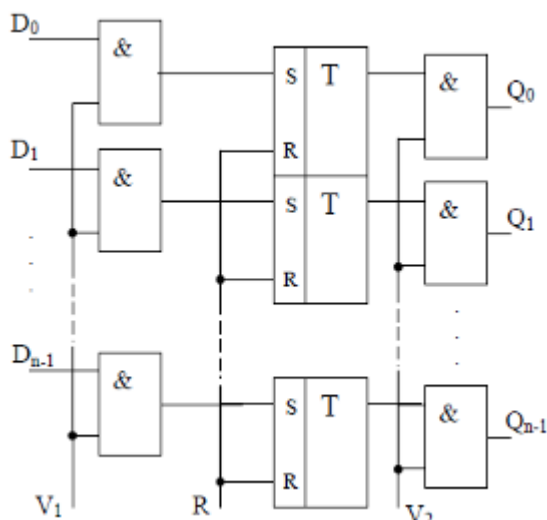 D0 & S T & Q0
R
D1 & S T & Q1
R
Dn-1 & S T & Qn-1
R
V1 R V2